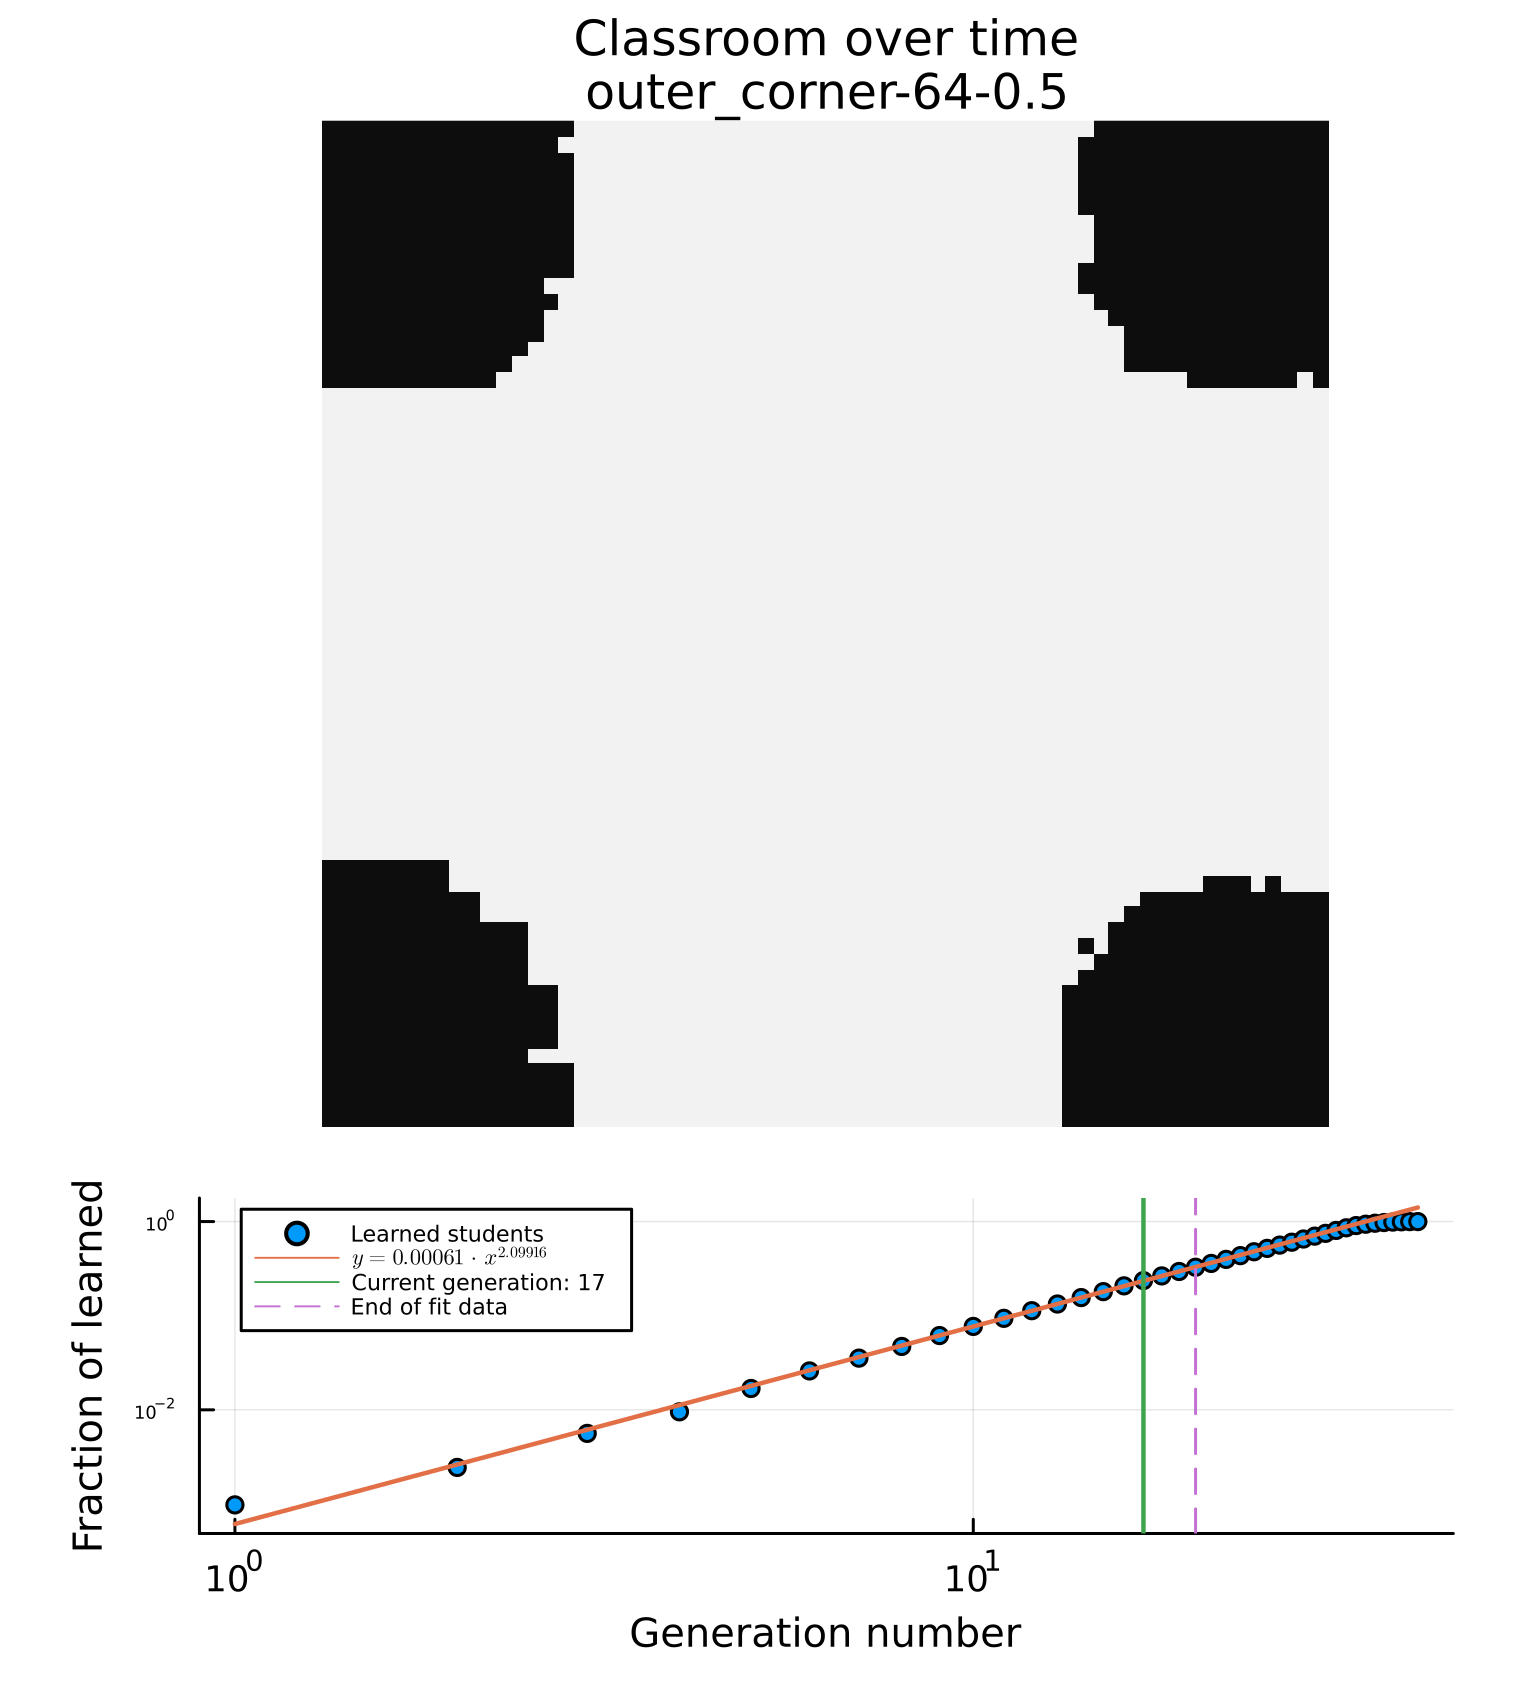 Classroom over time
outer_corner-64-0.5
Fraction of learned
10^0
10^-2
Learned students
y = 0.00061 · x^2.09916
Current generation: 17
End of fit data
10^0
10^1
Generation number